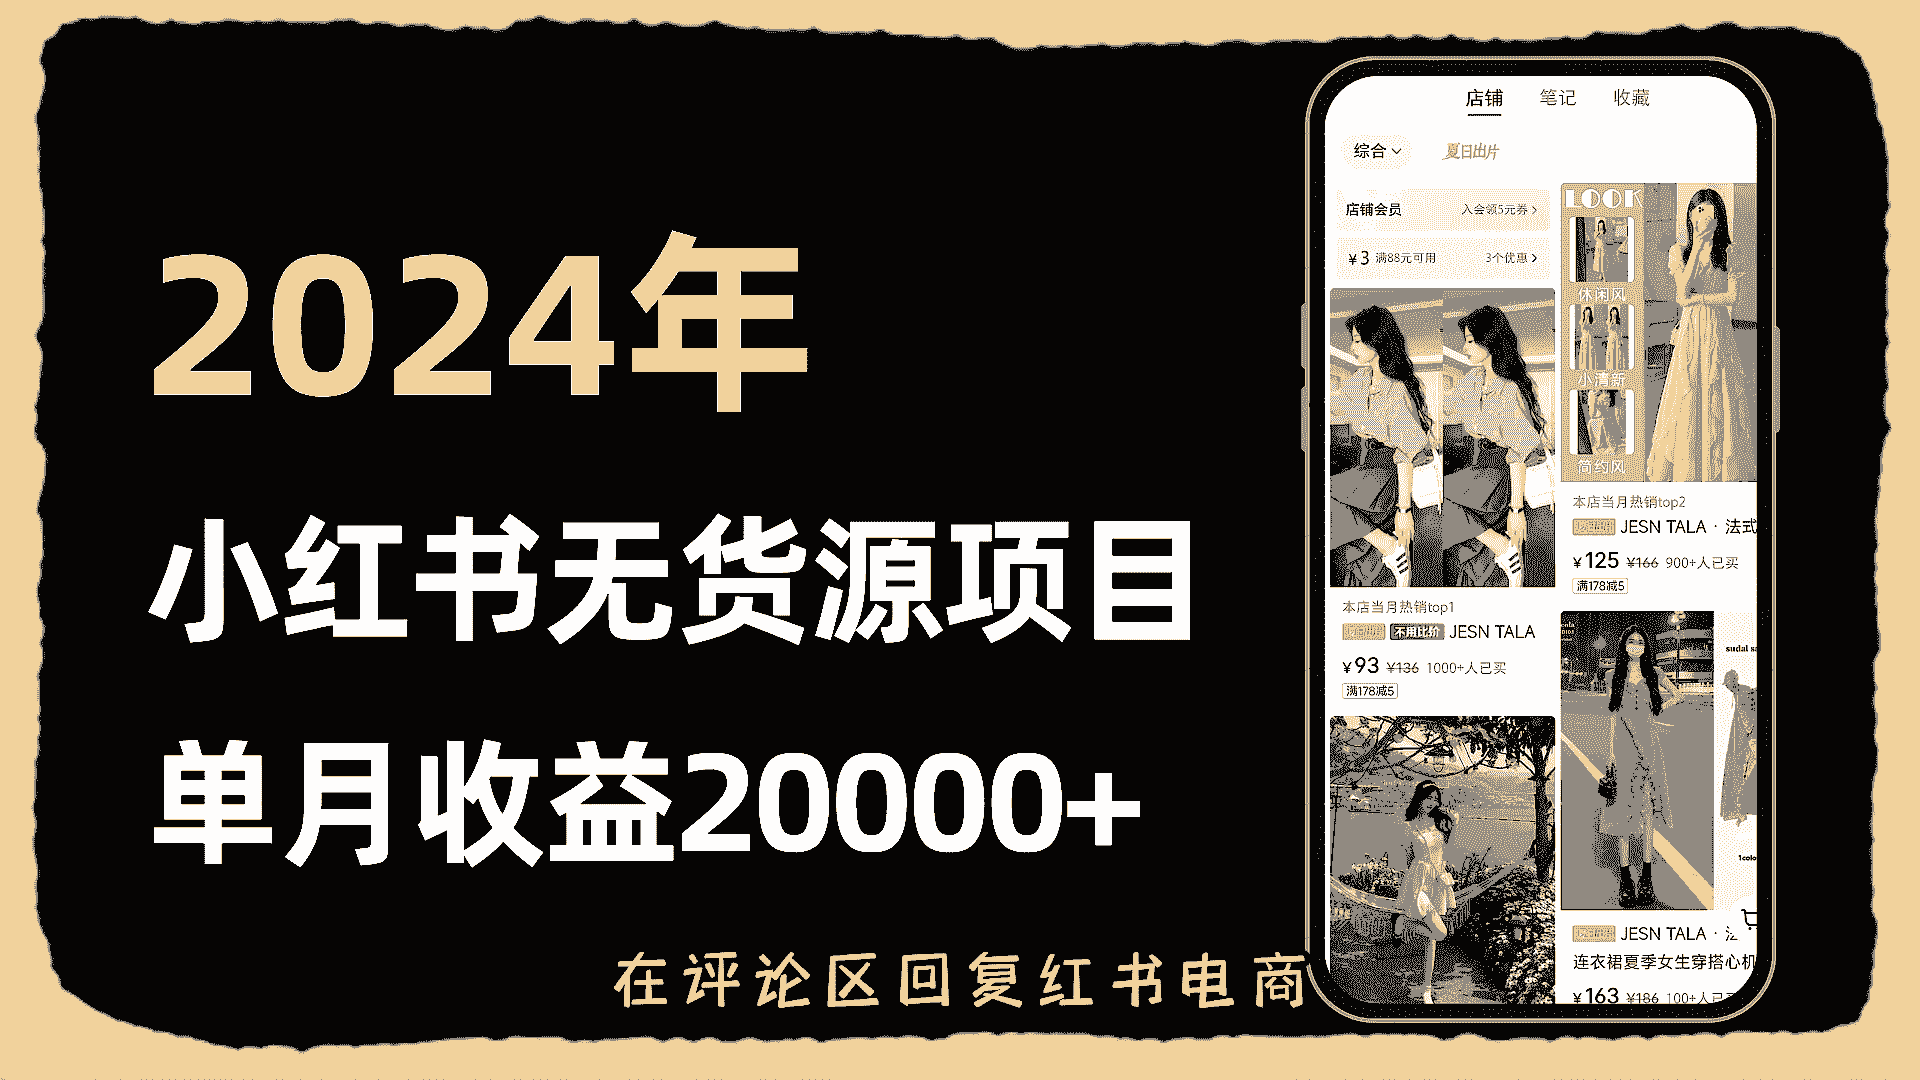 2024年
小红书无货源项目
单月收益20000+
在评论区回复红书电商
店铺 笔记 收藏
综合 夏日出片
店铺会员 入会领5元券
¥3 满88元可用 3个优惠
本店当月热销top1
不用比价 JESN TALA
¥93 ¥136 1000+人已买
满178减5
LOOK
休闲风
小清新
简约风
本店当月热销top2
JESN TALA · 法式
¥125 ¥166 900+人已买
满178减5
JESN TALA ·
连衣裙夏季女生穿搭心机
¥163 ¥186 100+人已